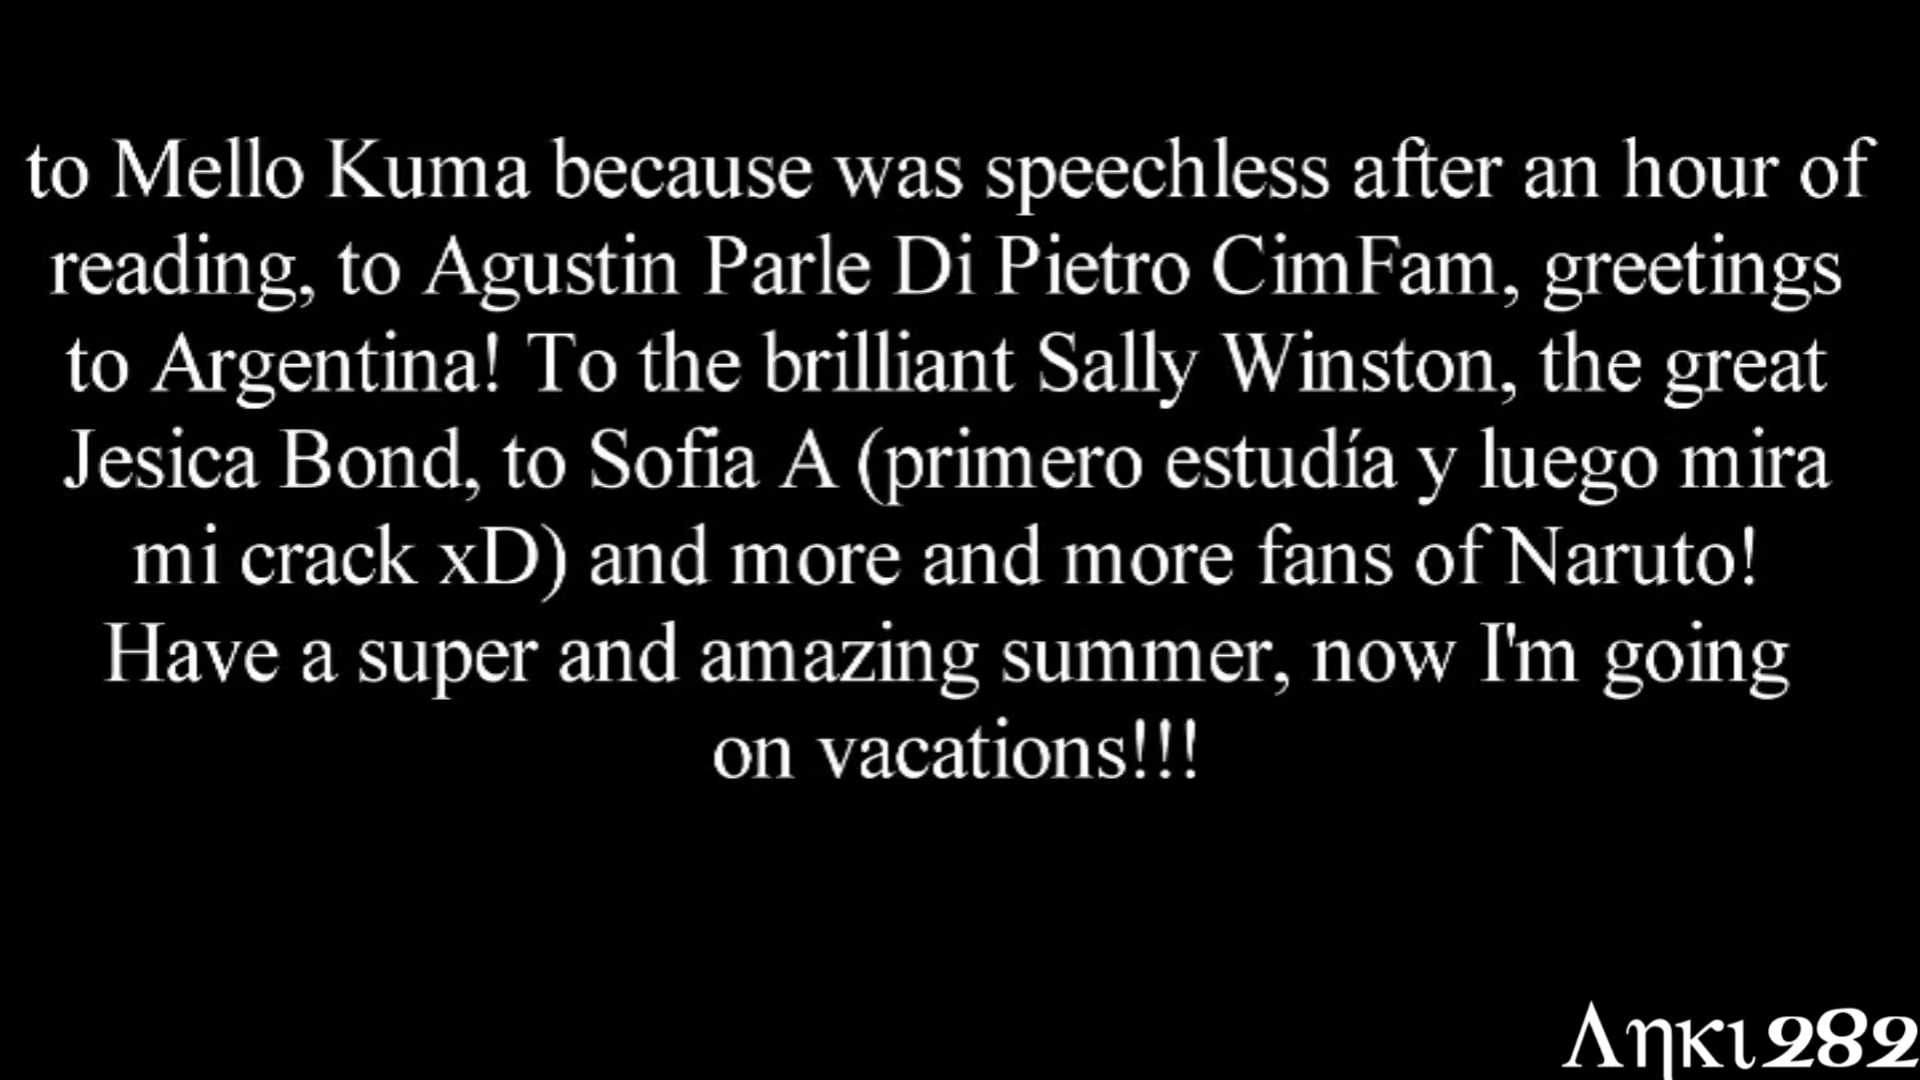 to Mello Kuma because was speechless after an hour of
reading, to Agustin Parle Di Pietro CimFam, greetings
to Argentina! To the brilliant Sally Winston, the great
Jesica Bond, to Sofia A (primero estudía y luego mira
mi crack xD) and more and more fans of Naruto!
Have a super and amazing summer, now I'm going
on vacations!!!
Ληκι282